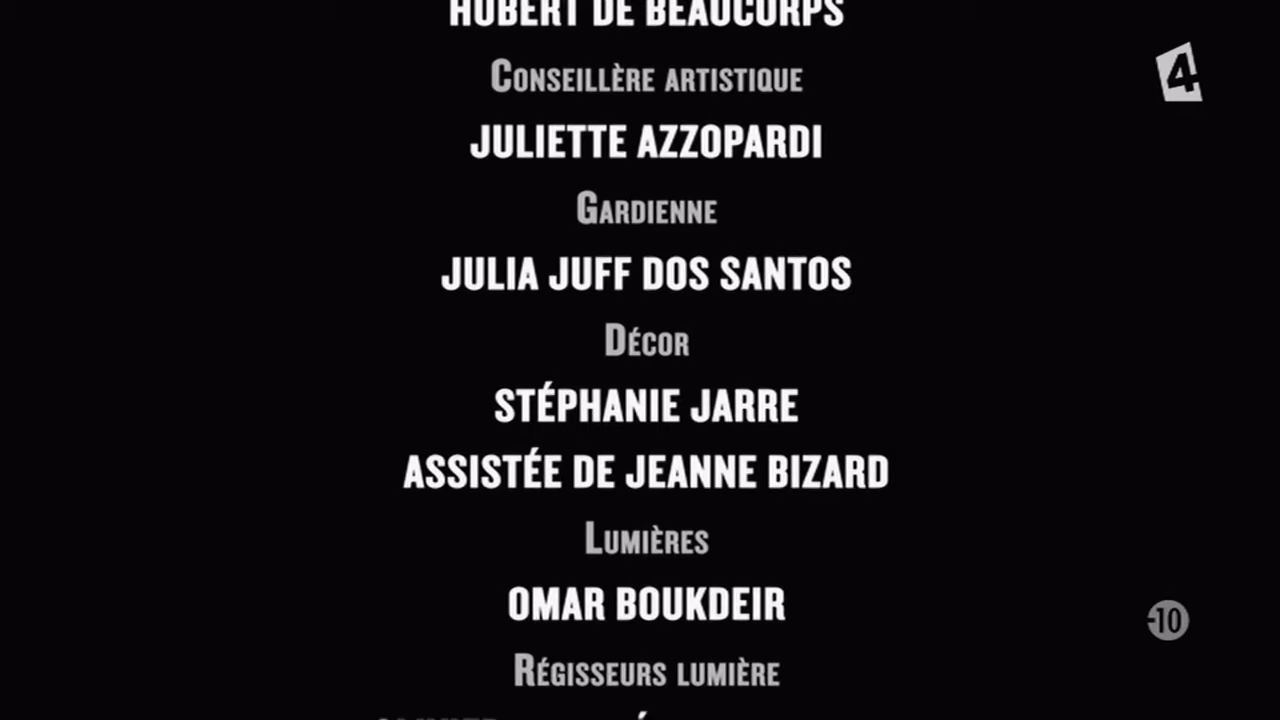 HUBERT DE BEAUCORPS
CONSEILLÈRE ARTISTIQUE
JULIETTE AZZOPARDI
GARDIENNE
JULIA JUFF DOS SANTOS
DÉCOR
STÉPHANIE JARRE
ASSISTÉE DE JEANNE BIZARD
LUMIÈRES
OMAR BOUKDEIR
RÉGISSEURS LUMIÈRE
4
-10